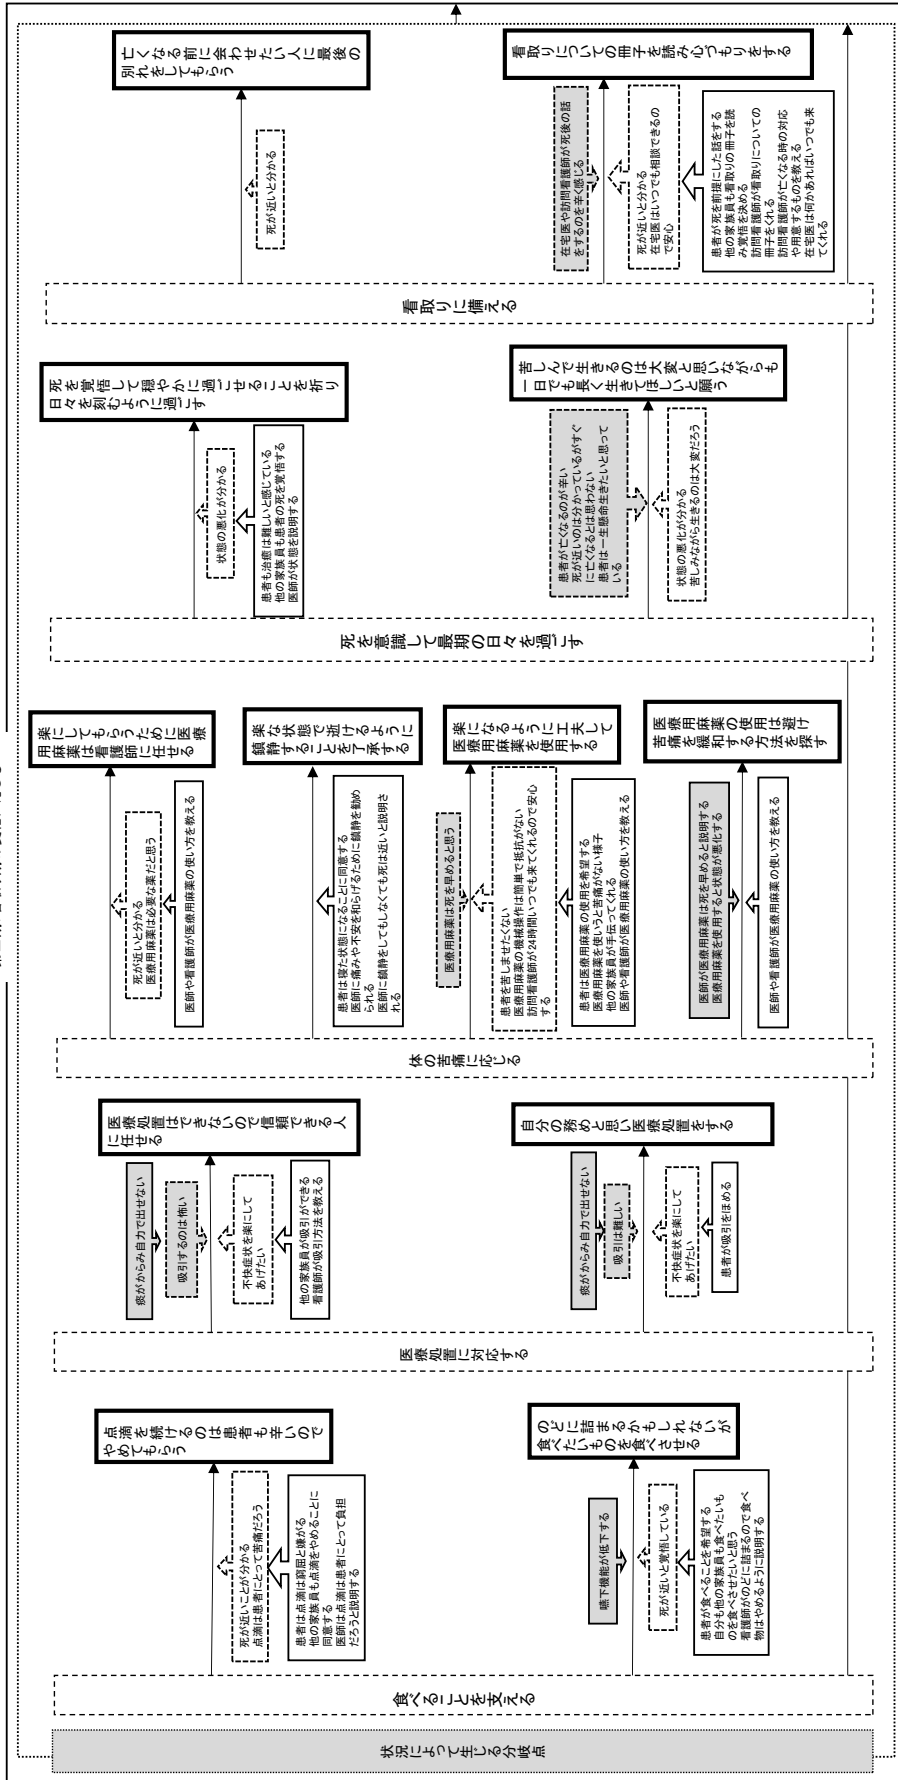 状況によって生じる分岐点
食べることを支える
点滴を続けるのは患者も辛いので
やめてもらう
死が近いことが分かる
点滴は患者にとって苦痛だろう
患者は点滴は窮屈と嫌がる
他の家族員も点滴をやめることに
同意する
医師は点滴は患者にとって負担
だろうと説明する
のどに詰まるかもしれないが
食べたいものを食べさせる
嚥下機能が低下する
死が近いと覚悟している
患者が食べることを希望する
自分も他の家族員も食べたいも
のを食べさせたいと思う
看護師がのどに詰まるので食べ
物はやめるように説明する
医療処置に対応する
医療処置はできないので信頼できる人
に任せる
痰がからみ自力で出せない
吸引するのは怖い
不快症状を楽にして
あげたい
他の家族員が吸引ができる
看護師が吸引方法を教える
自分の務めと思い医療処置をする
痰がからみ自力で出せない
吸引は難しい
不快症状を楽にして
あげたい
患者が吸引をほめる
体の苦痛に応じる
楽にしてもらうために医療
用麻薬は看護師に任せる
死が近いと分かる
医療用麻薬は必要な薬だと思う
医師や看護師が医療用麻薬の使い方を教える
楽な状態で逝けるように
鎮静することを了承する
患者は寝た状態になることに同意する
医師に痛みや不安を和らげるために鎮静を勧め
られる
医師に鎮静をしてもしなくても死は近いと説明さ
れる
楽になるように工夫して
医療用麻薬を使用する
医療用麻薬は死を早めると思う
患者を苦しませたくない
医療用麻薬の機械操作は簡単で抵抗がない
訪問看護師が24時間いつでも来てくれるので安心
する
患者は医療用麻薬の使用を希望する
医療用麻薬を使いうと苦痛がない様子
他の家族員が手伝ってくれる
医師や看護師が医療用麻薬の使い方を教える
医療用麻薬の使用は避け
苦痛を緩和する方法を探す
医師が医療用麻薬は死を早めると説明する
医療用麻薬を使用すると状態が悪化する
医師や看護師が医療用麻薬の使い方を教える
死を意識して最期の日々を過ごす
死を覚悟して穏やかに過ごせることを祈り
日々を刻むように過ごす
状態の悪化が分かる
患者も治療は難しいと感じている
他の家族員も患者の死を覚悟する
医師が状態を説明する
苦しんで生きるのは大変と思いながらも
一日でも長く生きてほしいと願う
患者が亡くなるのが辛い
死が近いのは分かっているがすぐ
に亡くなるとは思わない
患者は一生懸命生きたいと思って
いる
状態の悪化が分かる
苦しみながら生きるのは大変だろう
看取りに備える
亡くなる前に会わせたい人に最後の
別れをしてもらう
死が近いと分かる
看取りについての冊子を読み心づもりをする
在宅医や訪問看護師が死後の話
をするのを辛く感じる
死が近いと分かる
在宅医はいつでも相談できるの
で安心
患者が死を前提にした話をする
他の家族員も看取りの冊子を読
み覚悟を決める
訪問看護師が看取りについての
冊子をくれる
訪問看護師が亡くなる時の対応
や用意するものを教える
在宅医は何かあればいつでも来
てくれる